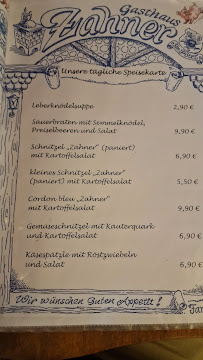 Gasthaus
Zahner
Unsere tägliche Speisekarte
Leberknödelsuppe 2,90 €
Sauerbraten mit Semmelknödel,
Preiselbeeren und Salat 9,90 €
Schnitzel „Zahner" (paniert)
mit Kartoffelsalat 6,90 €
kleines Schnitzel „Zahner"
(paniert) mit Kartoffelsalat 5,50 €
Cordon bleu „Zahner"
mit Kartoffelsalat 9,90 €
Gemüseschnitzel mit Kräuterquark
und Kartoffelsalat 6,90 €
Käsespätzle mit Röstzwiebeln
und Salat 6,90 €
Wir wünschen Guten Appetit!